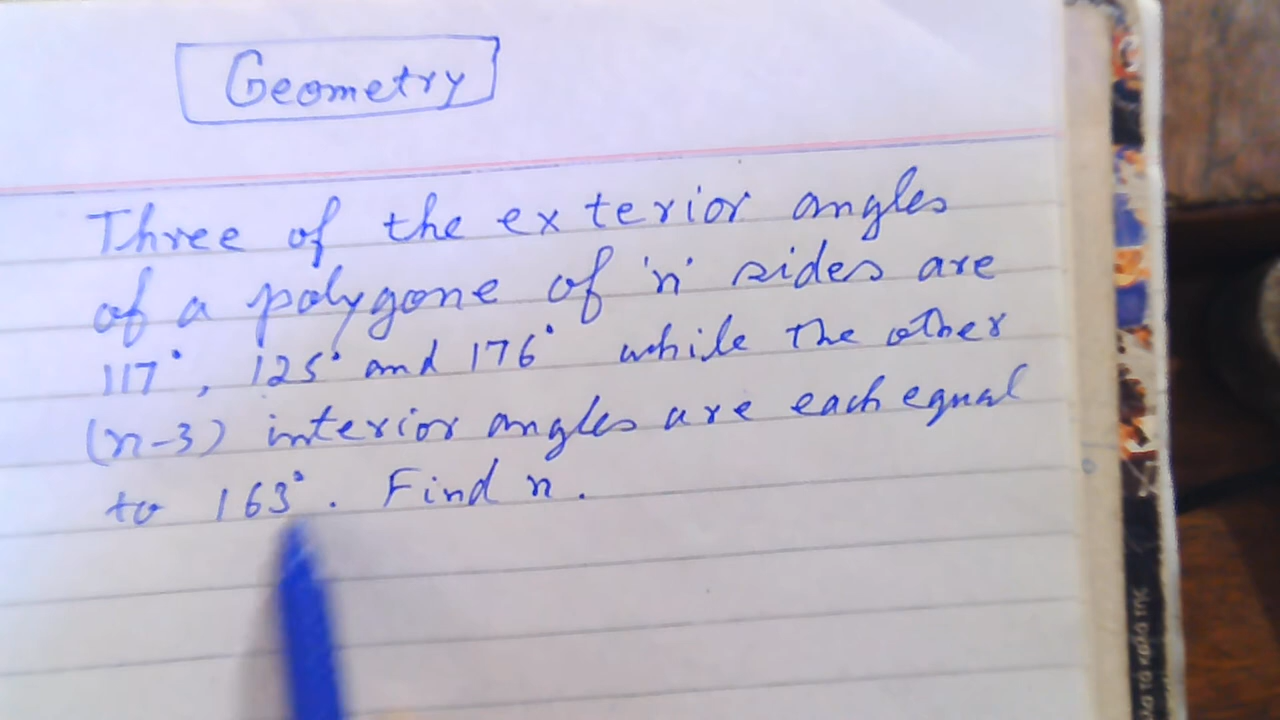 Geometry
Three of the exterior angles
of a polygone of 'n' sides are
117°, 125° and 176° while the other
(n-3) interior angles are each equal
to 163°. Find n.